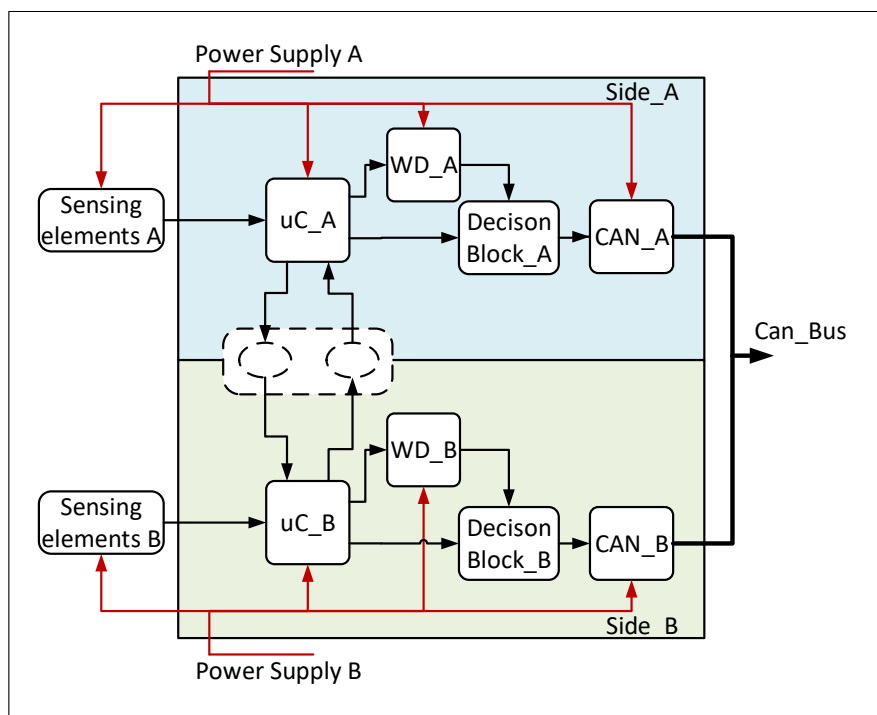 Power Supply A
Side_A
WD_A
Sensing
elements A
uC_A
Decison
Block_A
CAN_A
Can_Bus
WD_B
Sensing
elements B
uC_B
Decison
Block_B
CAN_B
Side_B
Power Supply B